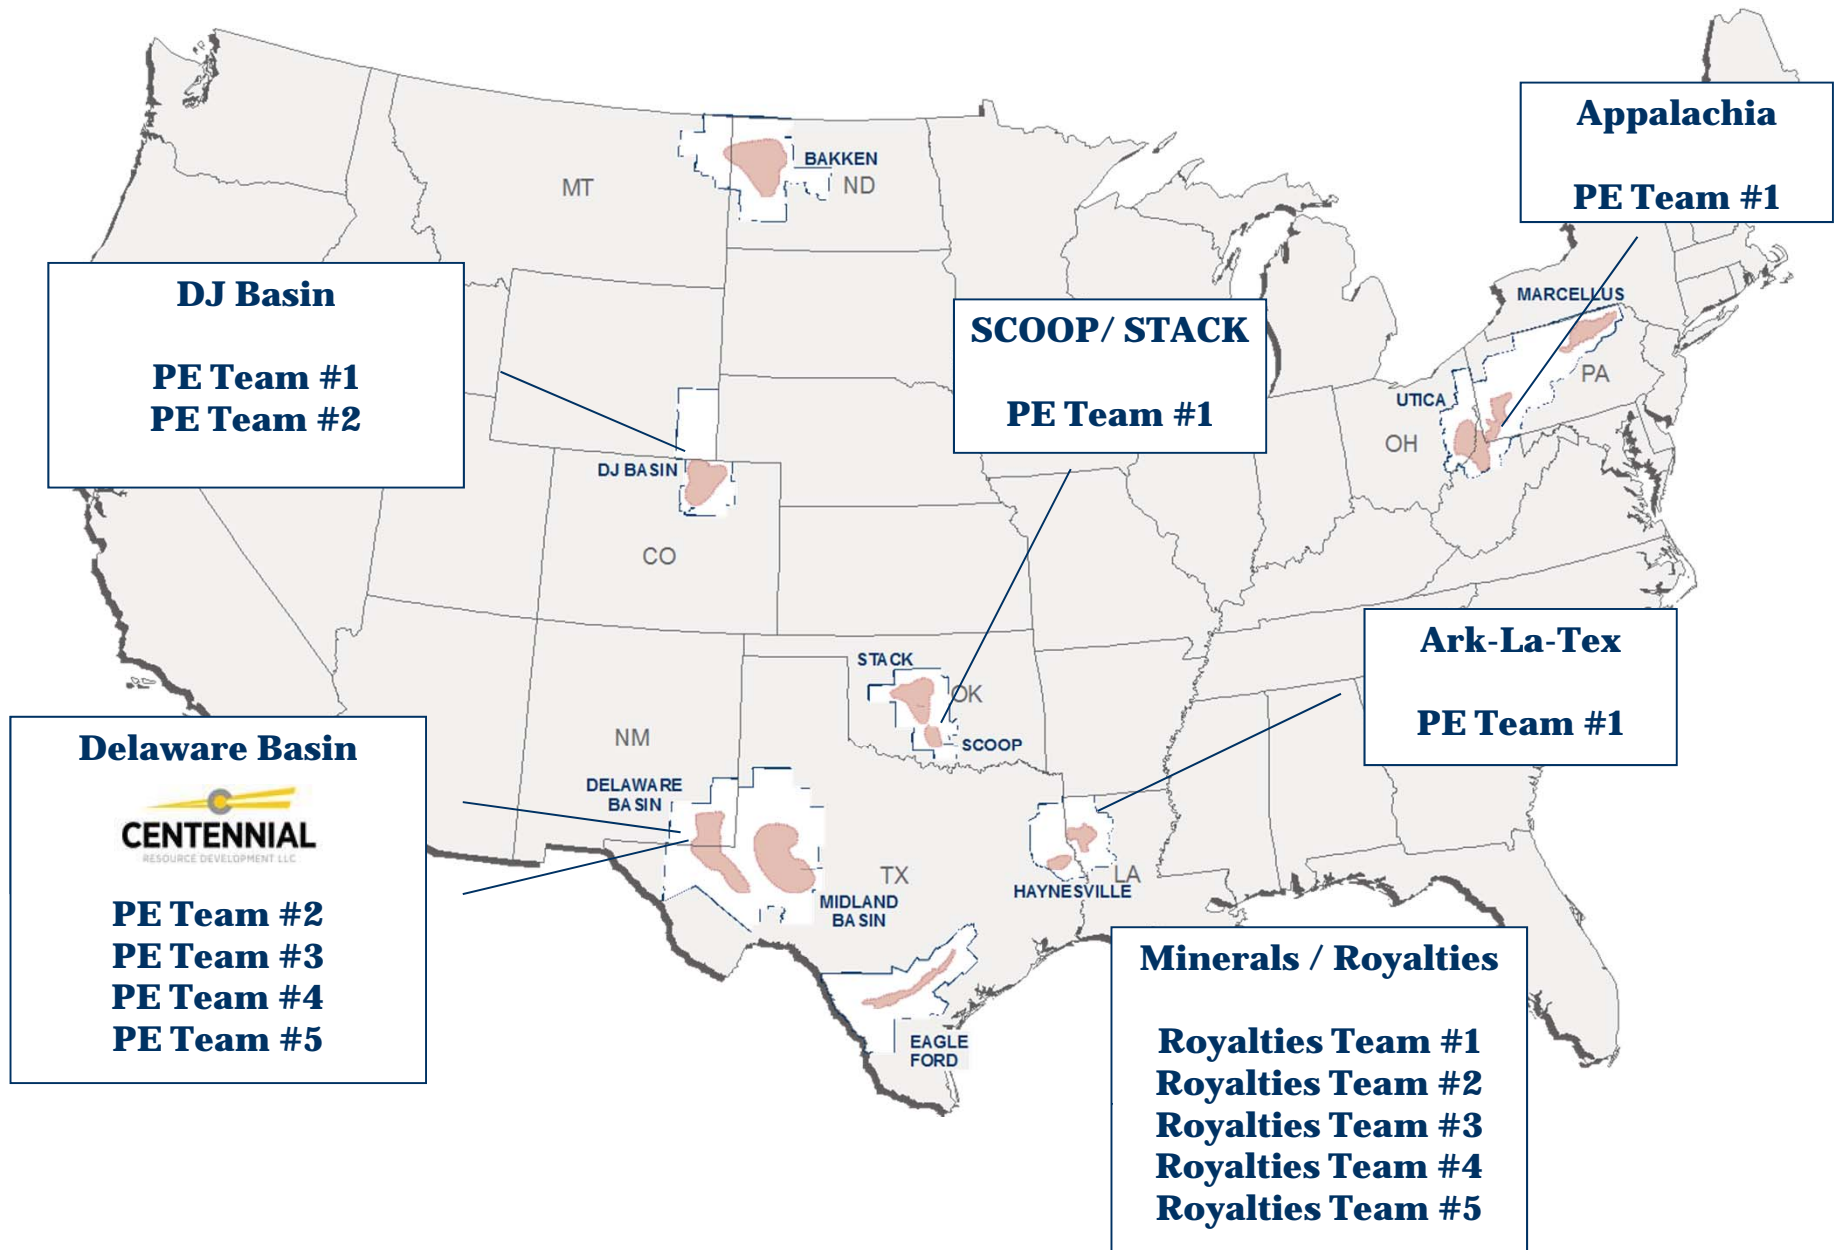 Appalachia
PE Team #1
BAKKEN
MT
ND
DJ Basin
PE Team #1
PE Team #2
SCOOP/ STACK
PE Team #1
MARCELLUS
PA
UTICA
OH
DJ BASIN
CO
Ark-La-Tex
PE Team #1
STACK
OK
SCOOP
NM
Delaware Basin
CENTENNIAL
RESOURCE DEVELOPMENT LLC
PE Team #2
PE Team #3
PE Team #4
PE Team #5
DELAWARE
BASIN
TX
MIDLAND
BASIN
LA
HAYNESVILLE
EAGLE
FORD
Minerals / Royalties
Royalties Team #1
Royalties Team #2
Royalties Team #3
Royalties Team #4
Royalties Team #5